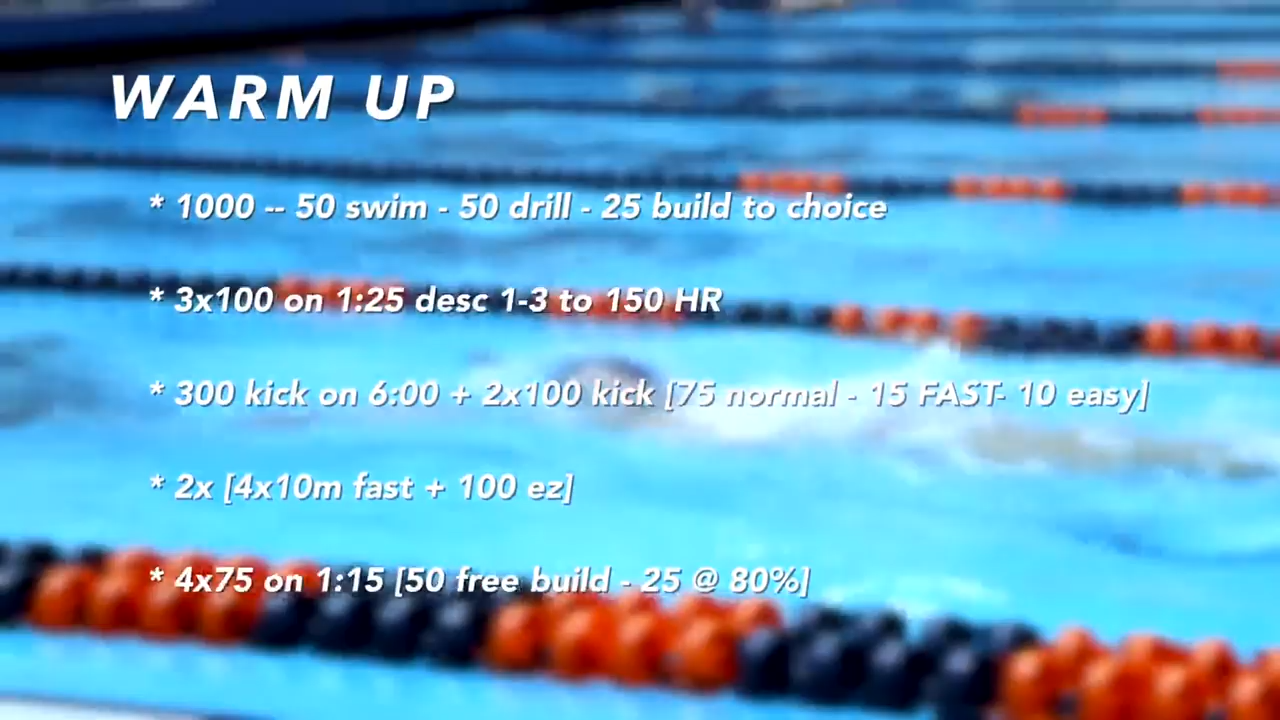 WARM UP
* 1000 -- 50 swim - 50 drill - 25 build to choice
* 3x100 on 1:25 desc 1-3 to 150 HR
* 300 kick on 6:00 + 2x100 kick [75 normal - 15 FAST- 10 easy]
* 2x [4x10m fast + 100 ez]
* 4x75 on 1:15 [50 free build - 25 @ 80%]